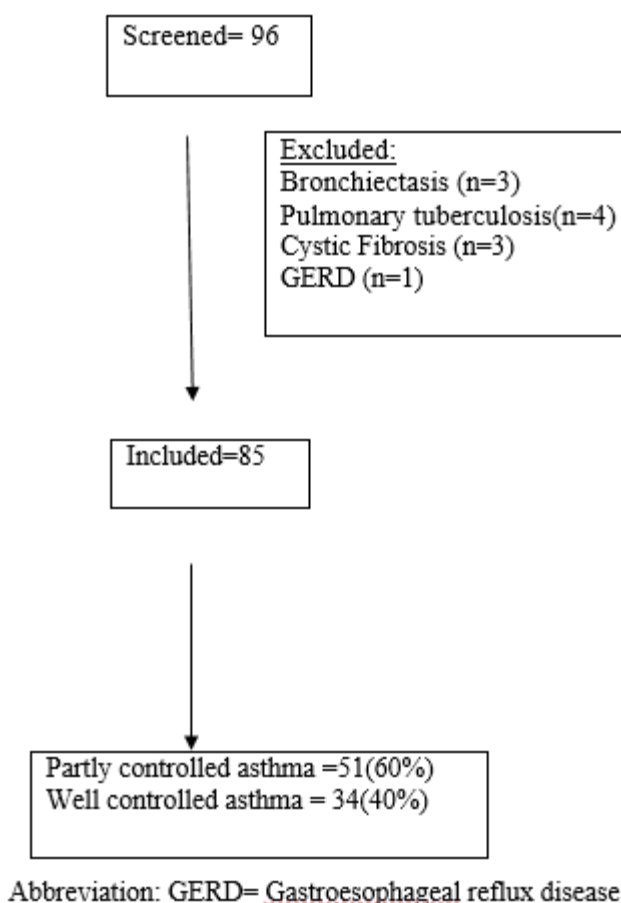 Screened= 96
Excluded:
Bronchiectasis (n=3)
Pulmonary tuberculosis(n=4)
Cystic Fibrosis (n=3)
GERD (n=1)
Included=85
Partly controlled asthma =51(60%)
Well controlled asthma = 34(40%)
Abbreviation: GERD= Gastroesophageal reflux disease